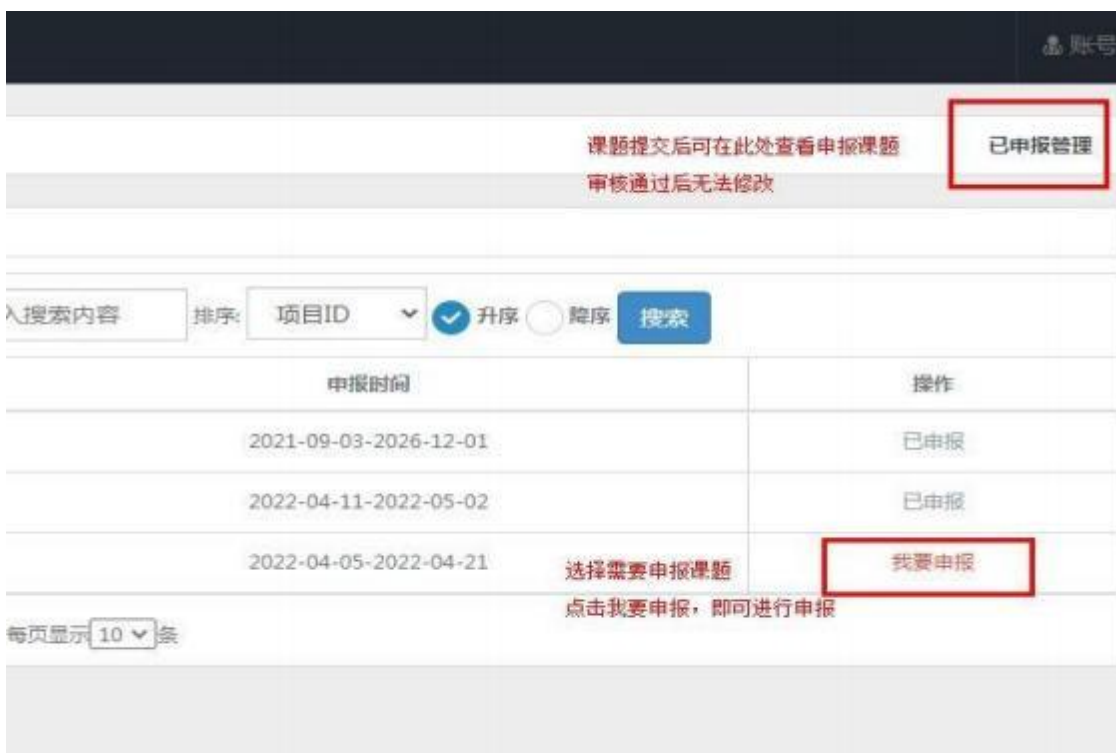 账号
课题提交后可在此处查看申报课题
已申报管理
审核通过后无法修改
入搜索内容 排序: 项目ID 升序 降序 搜索
申报时间 操作
2021-09-03-2026-12-01 已申报
2022-04-11-2022-05-02 已申报
2022-04-05-2022-04-21 选择需要申报课题 我要申报
点击我要申报，即可进行申报
每页显示 10 条